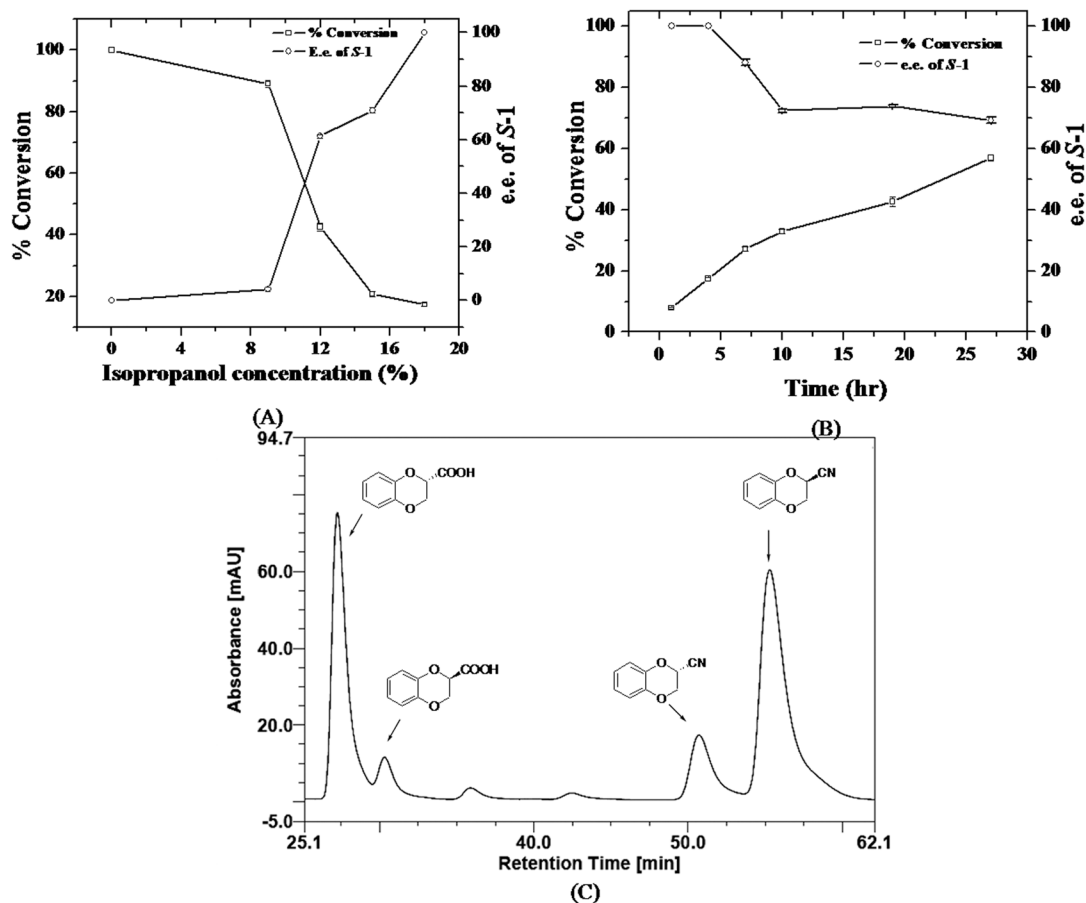 % Conversion
E.e. of S-1
100
80
60
40
20
100
80
60
40
20
0
% Conversion
e.e. of S-1
0
4
8
12
16
20
Isopropanol concentration (%)
(A)
% Conversion
e.e. of S-1
100
80
60
40
20
0
100
80
60
40
20
0
% Conversion
e.e. of S-1
0
5
10
15
20
25
30
Time (hr)
(B)
94.7
60.0
40.0
20.0
-5.0
Absorbance [mAU]
O
COOH
O
O
COOH
O
O
CN
O
O
CN
O
25.1
40.0
50.0
62.1
Retention Time [min]
(C)